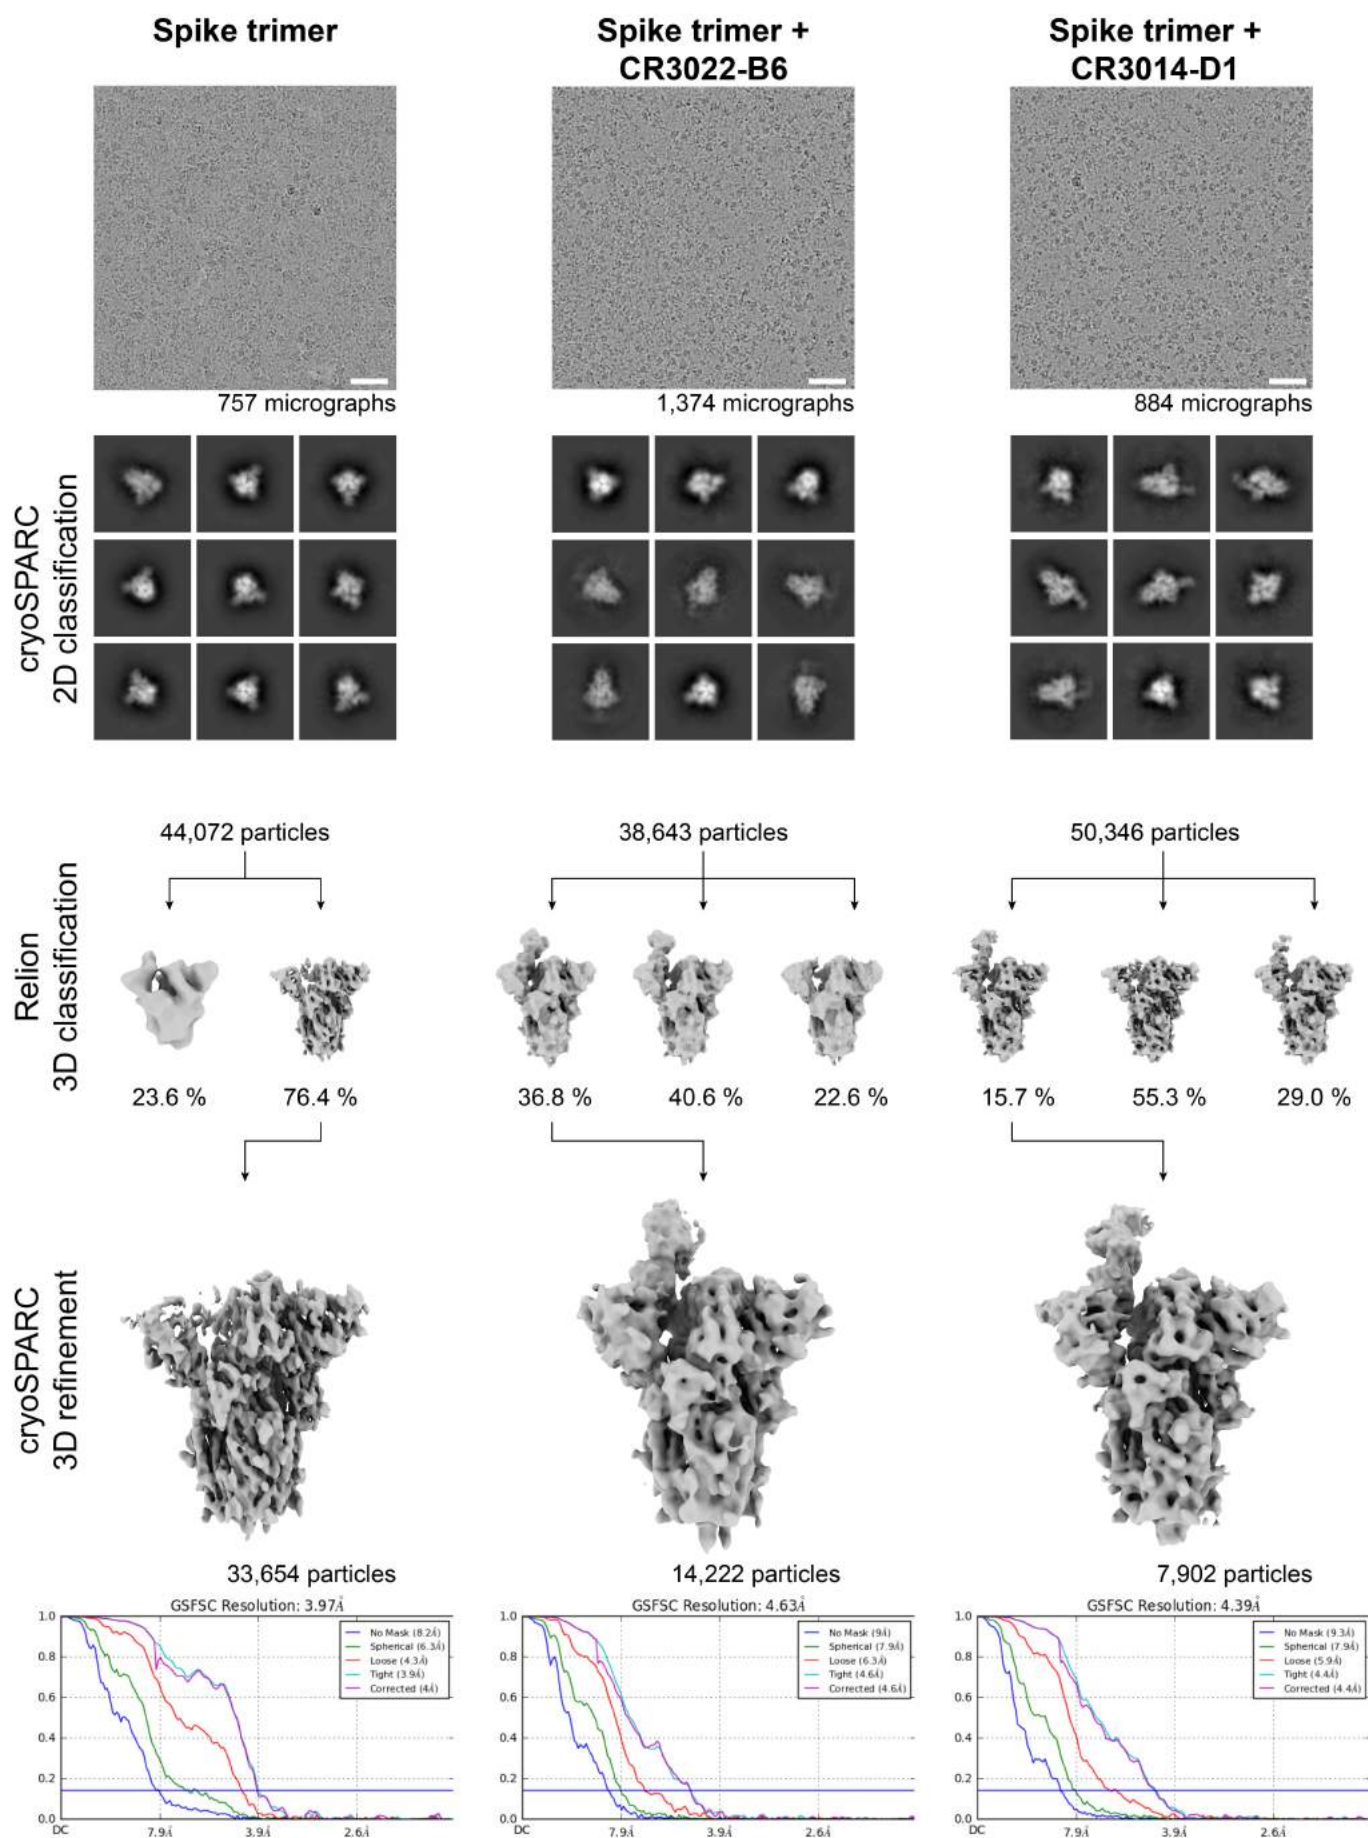 Spike trimer
Spike trimer +
CR3022-B6
Spike trimer +
CR3014-D1
757 micrographs
1,374 micrographs
884 micrographs
cryoSPARC
2D classification
44,072 particles
38,643 particles
50,346 particles
Relion
3D classification
23.6 %
76.4 %
36.8 %
40.6 %
22.6 %
15.7 %
55.3 %
29.0 %
cryoSPARC
3D refinement
33,654 particles
14,222 particles
7,902 particles
GSFSC Resolution: 3.97Å
1.0
0.8
0.6
0.4
0.2
0.0
DC
7.9Å
3.9Å
2.6Å
No Mask (8.2Å)
Spherical (6.3Å)
Loose (4.3Å)
Tight (3.9Å)
Corrected (4Å)
GSFSC Resolution: 4.63Å
1.0
0.8
0.6
0.4
0.2
0.0
DC
7.9Å
3.9Å
2.6Å
No Mask (9Å)
Spherical (7.9Å)
Loose (6.3Å)
Tight (4.6Å)
Corrected (4.6Å)
GSFSC Resolution: 4.39Å
1.0
0.8
0.6
0.4
0.2
0.0
DC
7.9Å
3.9Å
2.6Å
No Mask (9.3Å)
Spherical (7.9Å)
Loose (5.9Å)
Tight (4.4Å)
Corrected (4.4Å)